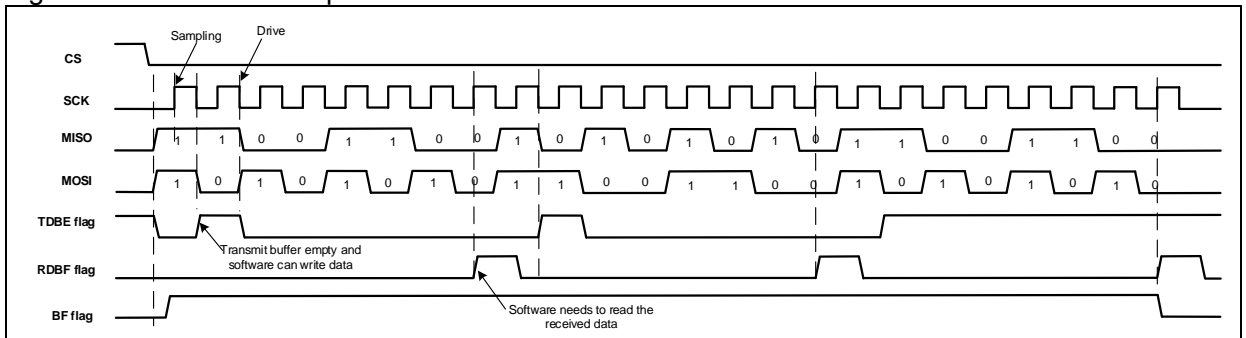 Sampling Drive
CS
SCK
MISO 1 1 0 0 1 1 0 0 1 0 1 0 1 0 1 0 1 1 0 0 1 1 0 0
MOSI 1 0 1 0 1 0 1 0 1 1 0 0 1 1 0 0 1 0 1 0 1 0 1 0
TDBE flag
Transmit buffer empty and
software can write data
RDBF flag
Software needs to read the
received data
BF flag